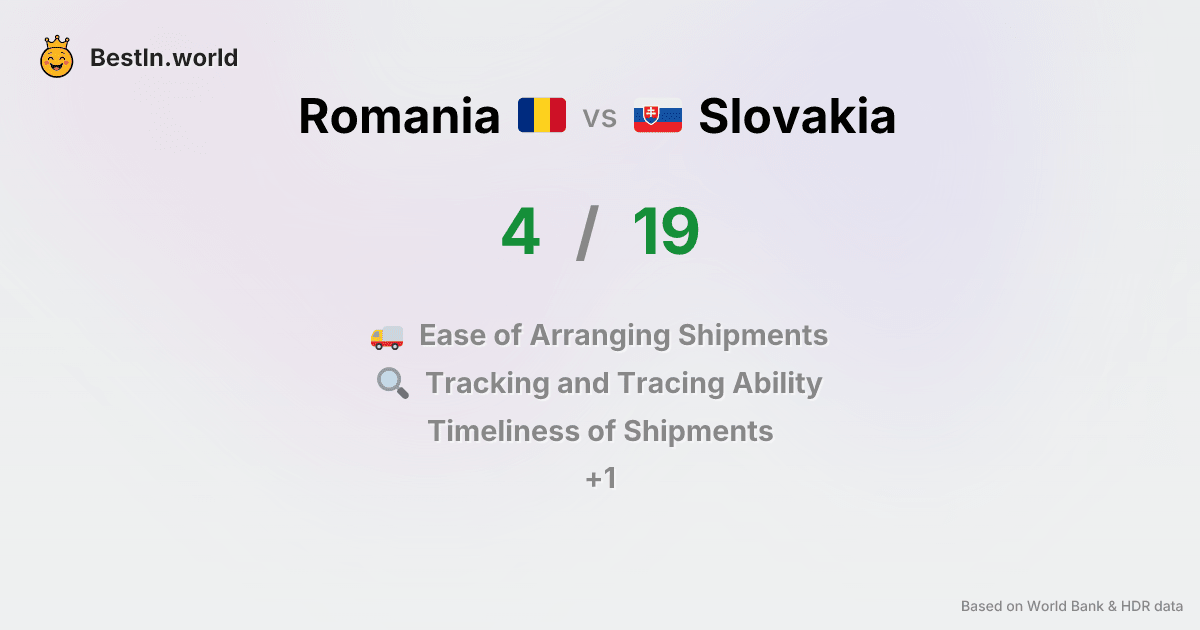 BestIn.world
Romania vs Slovakia
4 / 19
Ease of Arranging Shipments
Tracking and Tracing Ability
Timeliness of Shipments
+1
Based on World Bank & HDR data